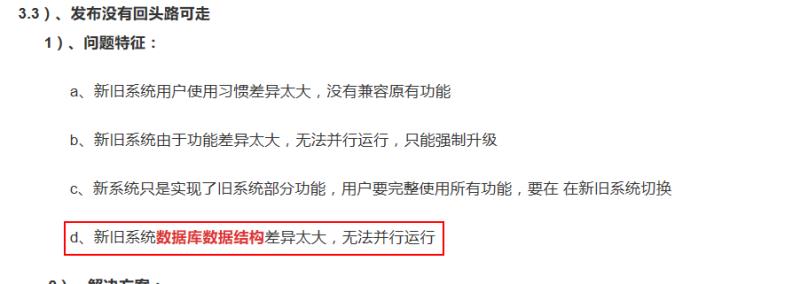 3.3）、发布没有回头路可走
1）、问题特征：
a、新旧系统用户使用习惯差异太大，没有兼容原有功能
b、新旧系统由于功能差异太大，无法并行运行，只能强制升级
c、新系统只是实现了旧系统部分功能，用户要完整使用所有功能，要在 在新旧系统切换
d、新旧系统数据库数据结构差异太大，无法并行运行
2）、解决方案：